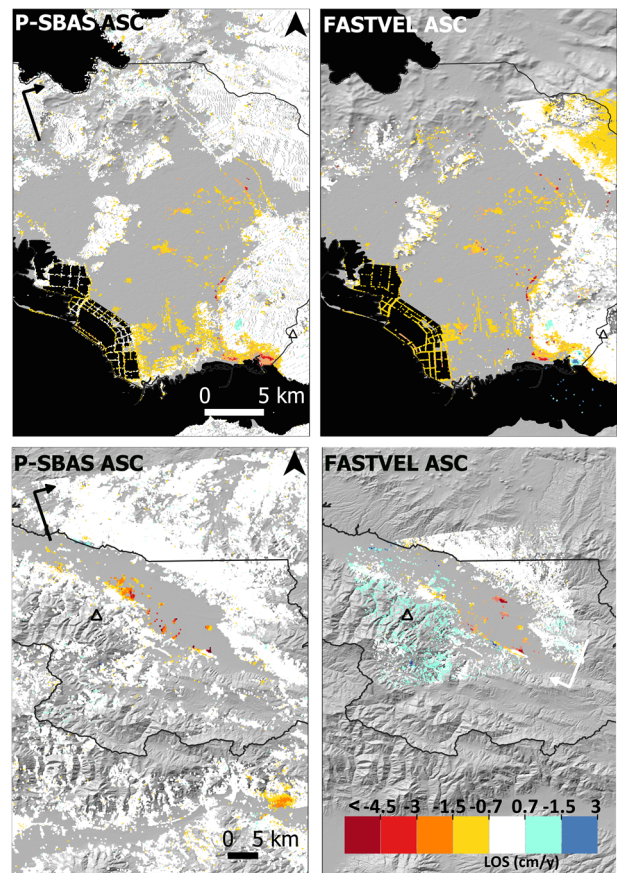 P-SBAS ASC
FASTVEL ASC
0 5 km
P-SBAS ASC
FASTVEL ASC
0 5 km
< -4.5 -3 -1.5 -0.7 0.7 -1.5 3
LOS (cm/y)